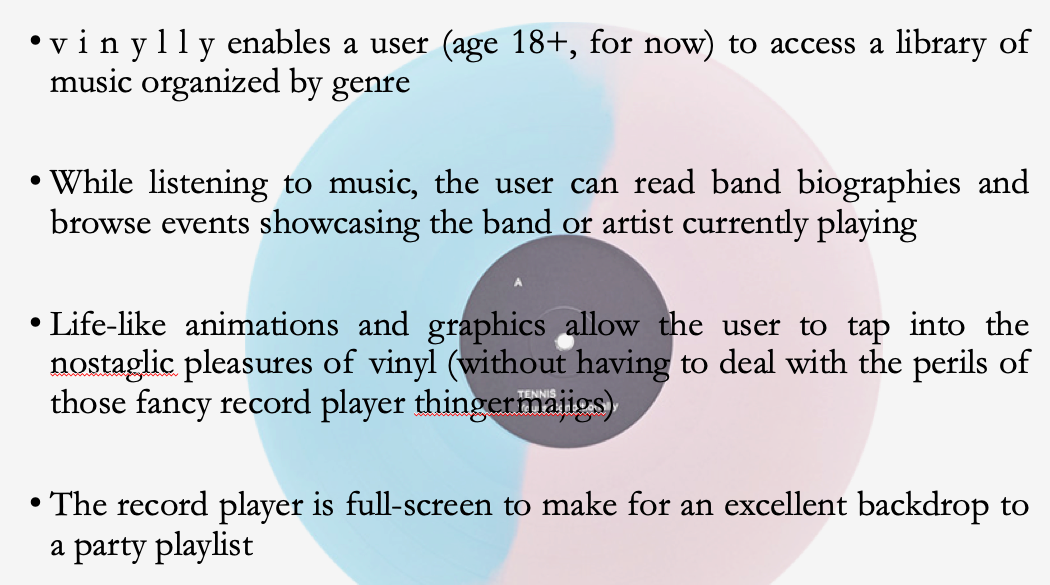 • v i n y l l y enables a user (age 18+, for now) to access a library of
music organized by genre
• While listening to music, the user can read band biographies and
browse events showcasing the band or artist currently playing
A
• Life-like animations and graphics allow the user to tap into the
nostaglic pleasures of vinyl (without having to deal with the perils of
TENNIS
those fancy record player thingermajigs)
• The record player is full-screen to make for an excellent backdrop to
a party playlist